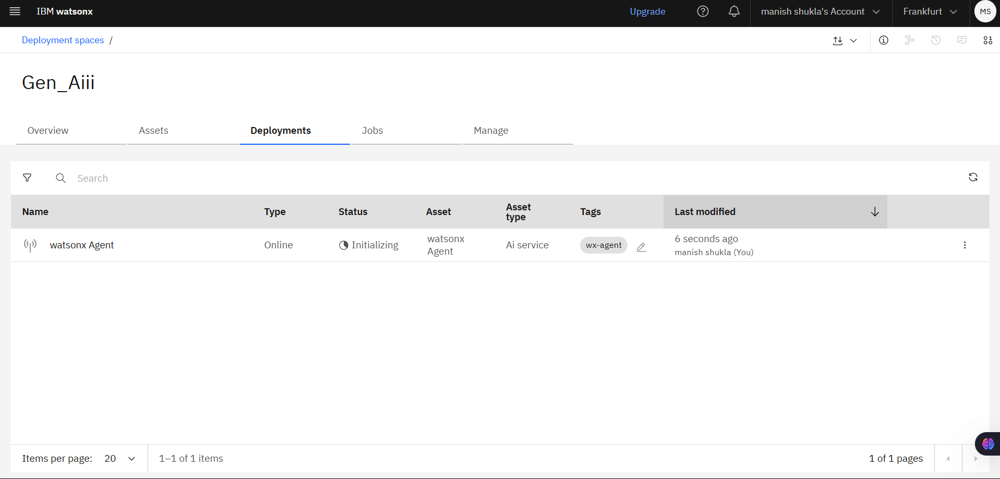 IBM watsonx
Upgrade
manish shukla's Account
Frankfurt
MS
Deployment spaces /
Gen_Aiii
Overview
Assets
Deployments
Jobs
Manage
Search
Name
Type
Status
Asset
Asset
type
Tags
Last modified
watsonx Agent
Online
Initializing
watsonx
Agent
Ai service
wx-agent
6 seconds ago
manish shukla (You)
Items per page: 20
1–1 of 1 items
1 of 1 pages